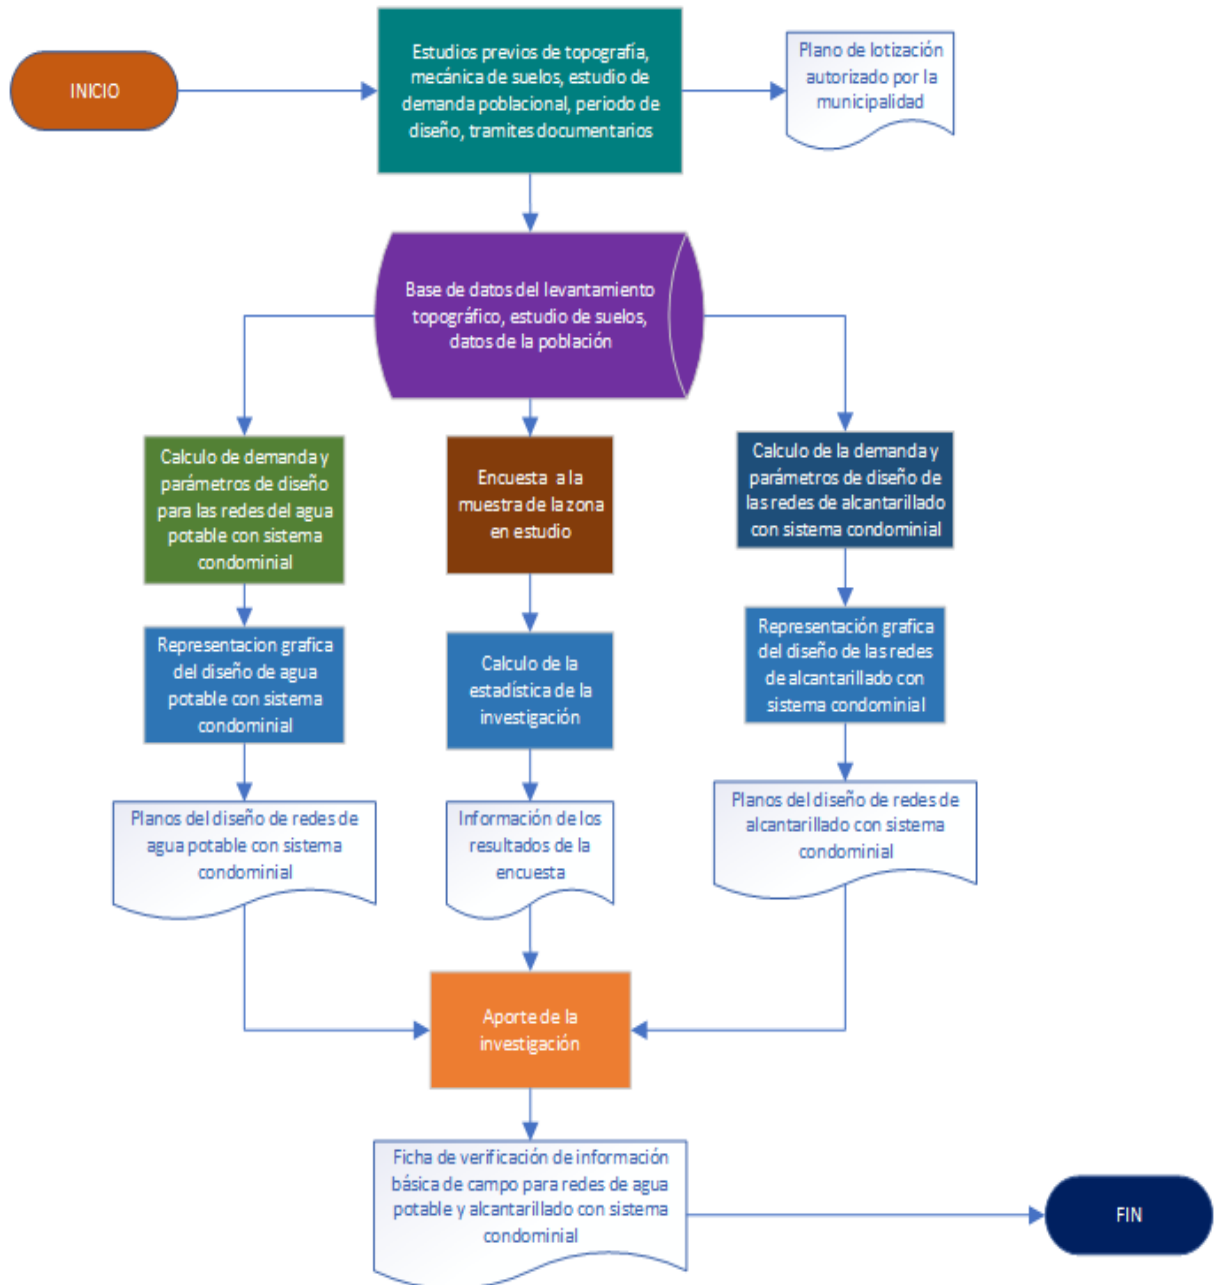 INICIO
Estudios previos de topografía,
mecánica de suelos, estudio de
demanda poblacional, periodo de
diseño, tramites documentarios
Plano de lotización
autorizado por la
municipalidad
Base de datos del levantamiento
topográfico, estudio de suelos,
datos de la población
Calculo de demanda y
parámetros de diseño
para las redes del agua
potable con sistema
condominial
Encuesta a la
muestra de la zona
en estudio
Calculo de la demanda y
parámetros de diseño de
las redes de alcantarillado
con sistema condominial
Representacion grafica
del diseño de agua
potable con sistema
condominial
Calculo de la
estadística de la
investigación
Representación grafica
del diseño de las redes
de alcantarillado con
sistema condominial
Planos del diseño de redes de
agua potable con sistema
condominial
Información de los
resultados de la
encuesta
Planos del diseño de redes de
alcantarillado con sistema
condominial
Aporte de la
investigación
Ficha de verificación de información
básica de campo para redes de agua
potable y alcantarillado con sistema
condominial
FIN